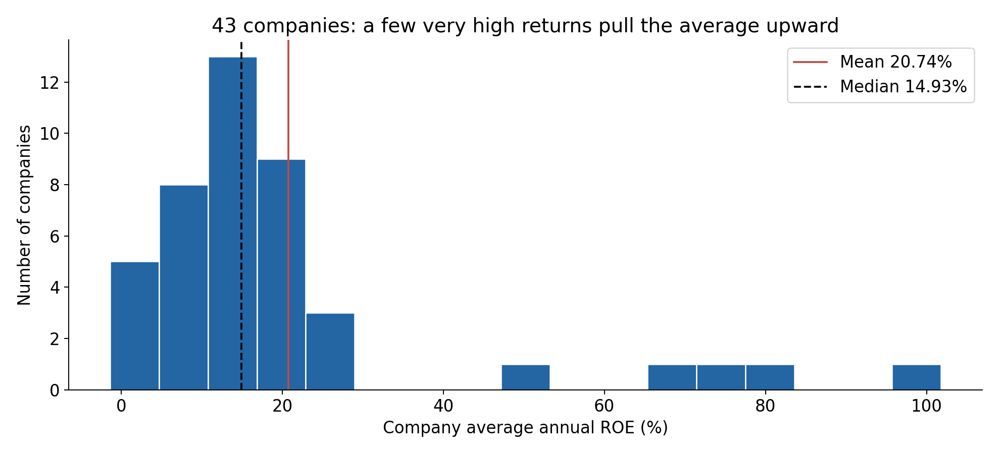 43 companies: a few very high returns pull the average upward
Mean 20.74%
Median 14.93%
Number of companies
12
10
8
6
4
2
0
0 20 40 60 80 100
Company average annual ROE (%)